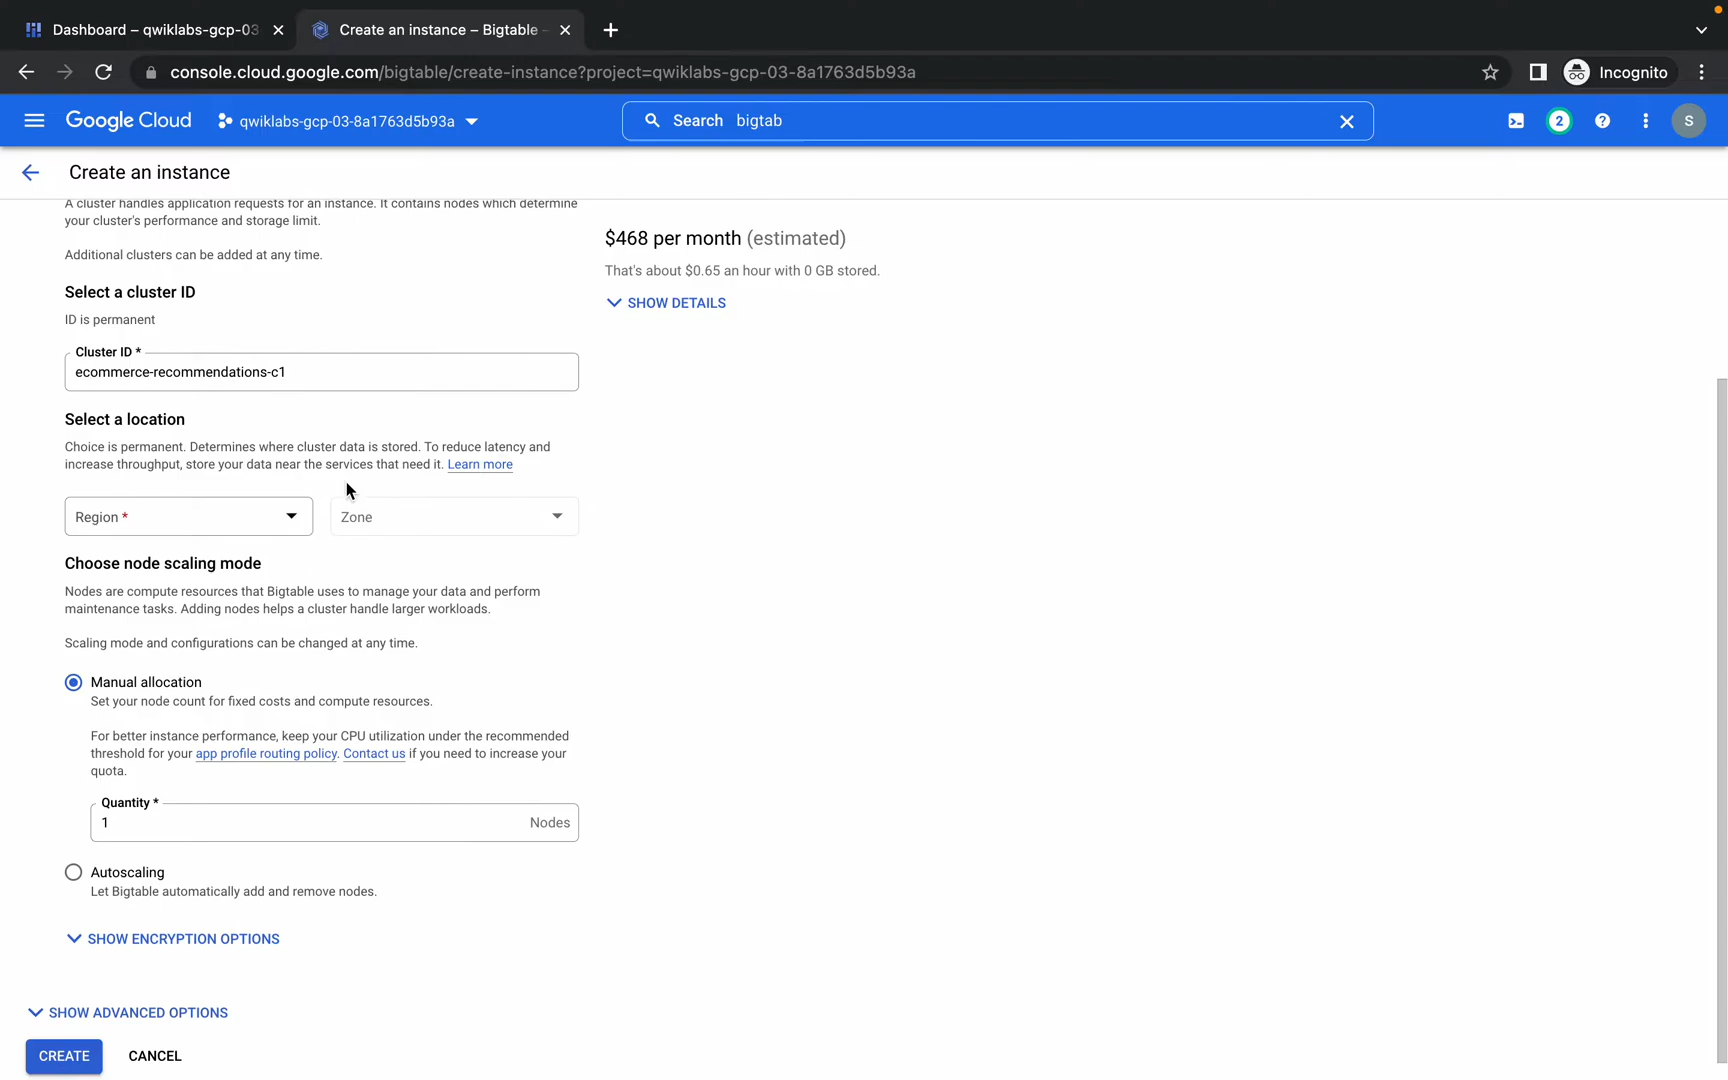 Dashboard – qwiklabs-gcp-03
Create an instance – Bigtable –
console.cloud.google.com/bigtable/create-instance?project=qwiklabs-gcp-03-8a1763d5b93a
Incognito
Google Cloud
qwiklabs-gcp-03-8a1763d5b93a
Search bigtab
2
S
Create an instance
A cluster handles application requests for an instance. It contains nodes which determine
your cluster's performance and storage limit.
Additional clusters can be added at any time.
Select a cluster ID
ID is permanent
Cluster ID *
ecommerce-recommendations-c1
Select a location
Choice is permanent. Determines where cluster data is stored. To reduce latency and
increase throughput, store your data near the services that need it. Learn more
Region *
Zone
Choose node scaling mode
Nodes are compute resources that Bigtable uses to manage your data and perform
maintenance tasks. Adding nodes helps a cluster handle larger workloads.
Scaling mode and configurations can be changed at any time.
Manual allocation
Set your node count for fixed costs and compute resources.
For better instance performance, keep your CPU utilization under the recommended
threshold for your app profile routing policy. Contact us if you need to increase your
quota.
Quantity *
1
Nodes
Autoscaling
Let Bigtable automatically add and remove nodes.
SHOW ENCRYPTION OPTIONS
SHOW ADVANCED OPTIONS
CREATE
CANCEL
$468 per month (estimated)
That's about $0.65 an hour with 0 GB stored.
SHOW DETAILS